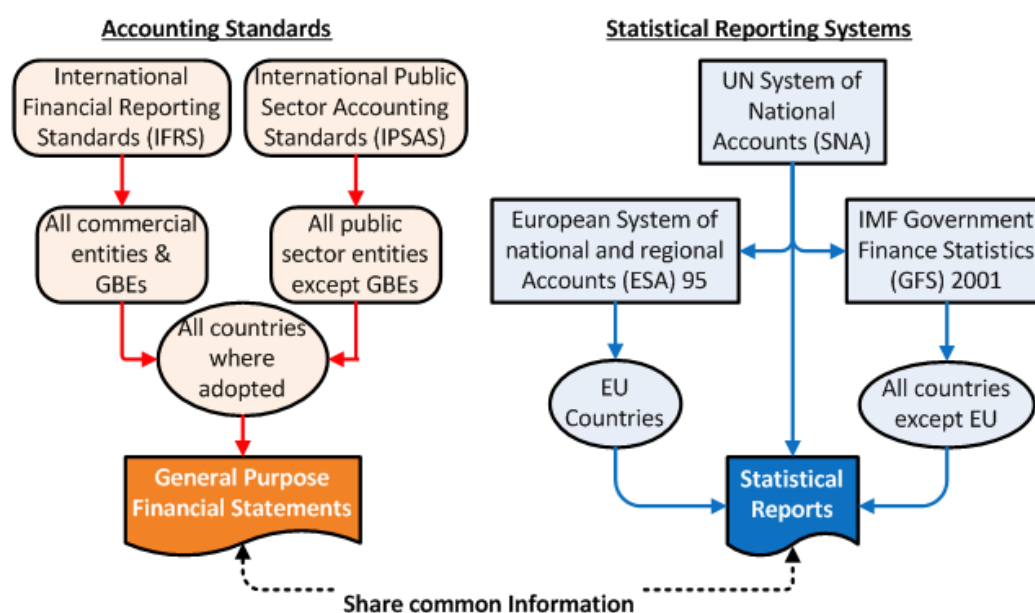 Accounting Standards
International
Financial Reporting
Standards (IFRS)
International Public
Sector Accounting
Standards (IPSAS)
All commercial
entities &
GBEs
All public
sector entities
except GBEs
All countries
where
adopted
General Purpose
Financial Statements
Statistical Reporting Systems
UN System of
National
Accounts (SNA)
European System of
national and regional
Accounts (ESA) 95
IMF Government
Finance Statistics
(GFS) 2001
EU
Countries
All countries
except EU
Statistical
Reports
Share common Information